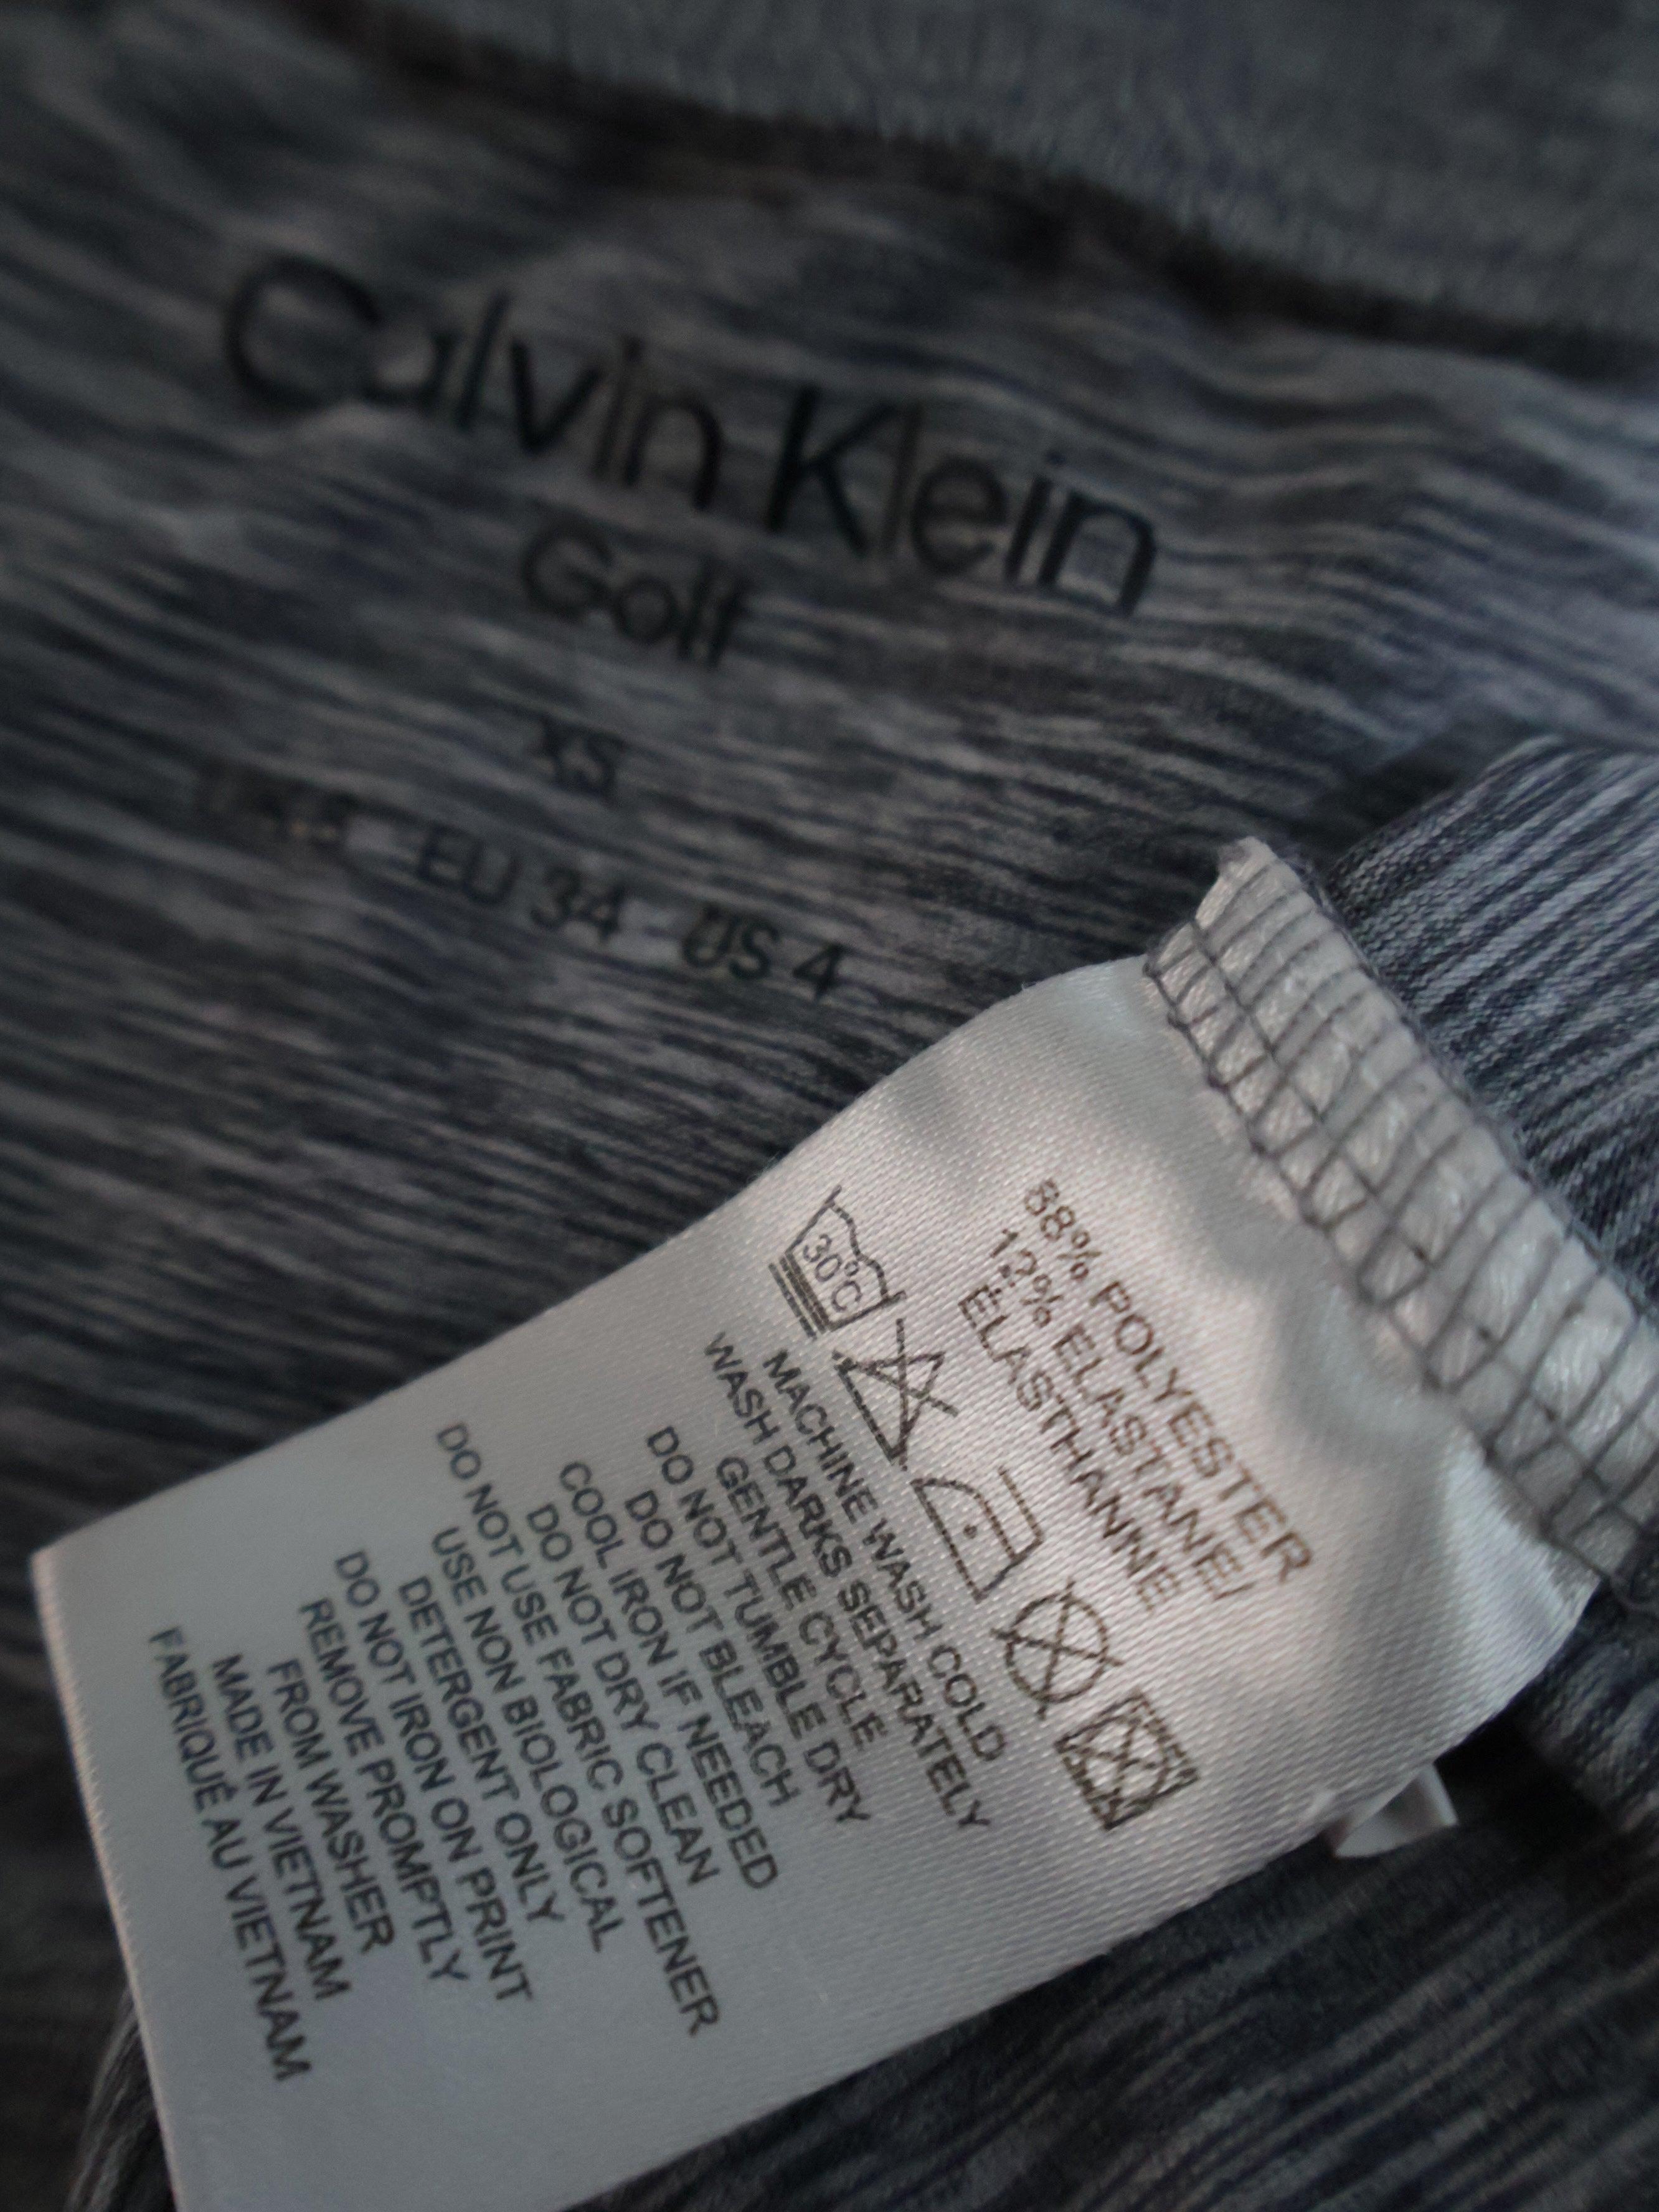 Calvin Klein
Golf
XS
EU 34 US 4
88% POLYESTER
12% ELASTANE/
ÉLASTHANNE
30°C
MACHINE WASH COLD
WASH DARKS SEPARATELY
GENTLE CYCLE
DO NOT TUMBLE DRY
DO NOT BLEACH
COOL IRON IF NEEDED
DO NOT DRY CLEAN
DO NOT USE FABRIC SOFTENER
USE NON BIOLOGICAL
DETERGENT ONLY
DO NOT IRON ON PRINT
REMOVE PROMPTLY
FROM WASHER
MADE IN VIETNAM
FABRIQUÉ AU VIETNAM